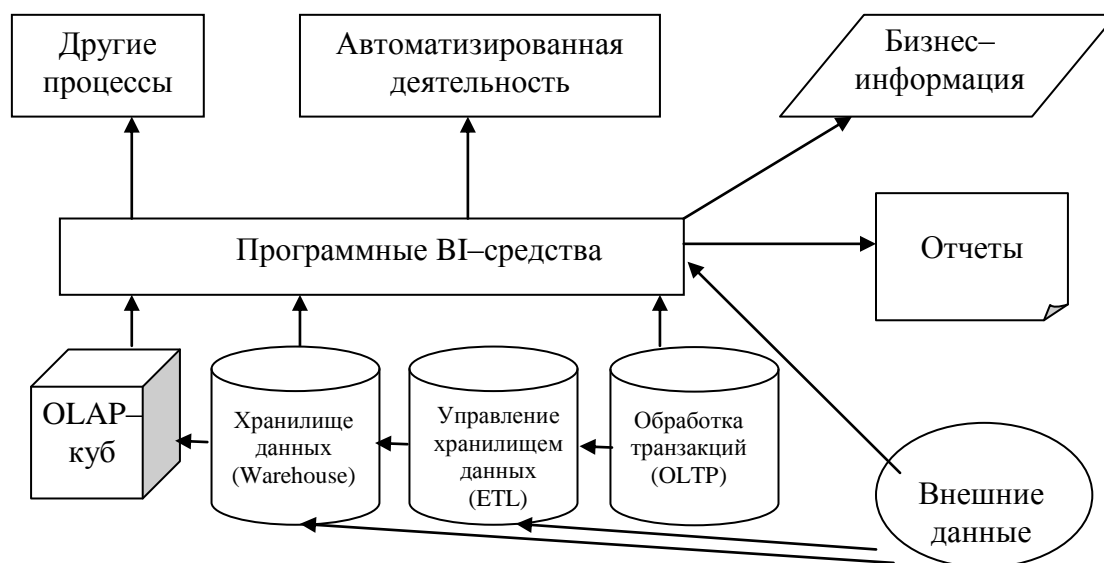 Другие
процессы
Автоматизированная
деятельность
Бизнес–
информация
Программные BI–средства
Отчеты
OLAP–
куб
Хранилище
данных
(Warehouse)
Управление
хранилищем
данных
(ETL)
Обработка
транзакций
(OLTP)
Внешние
данные